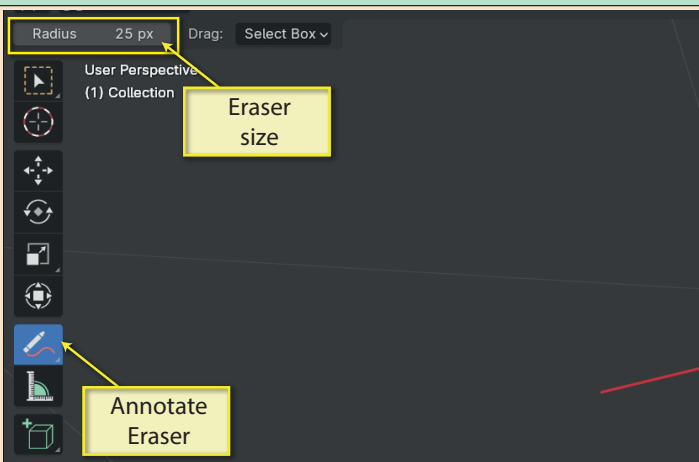 Radius 25 px Drag: Select Box
User Perspective
(1) Collection
Eraser
size
Annotate
Eraser